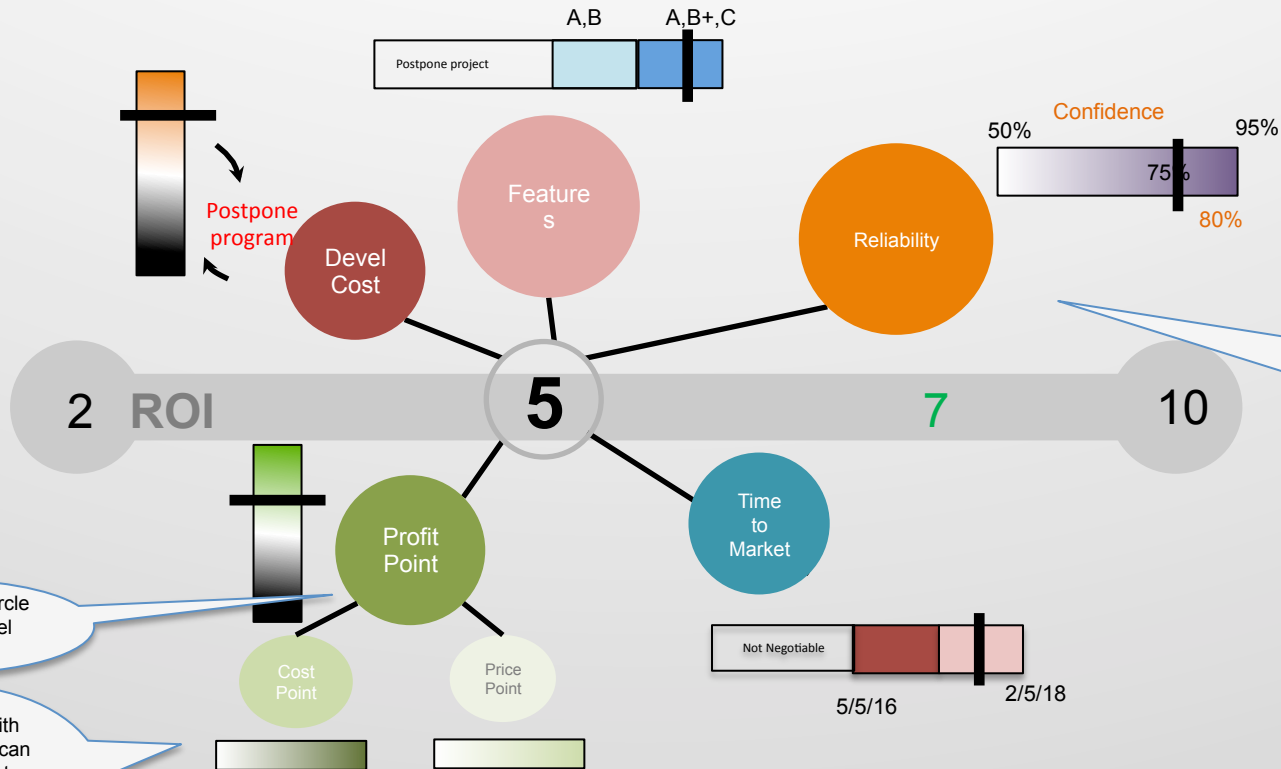 A,B
A,B+,C
Postpone project
Confidence
50%
95%
75%
80%
Postpone
program
Feature
s
Devel
Cost
Reliability
2
ROI
5
7
10
Profit
Point
Time
to
Market
Cost
Point
Price
Point
Not Negotiable
5/5/16
2/5/18